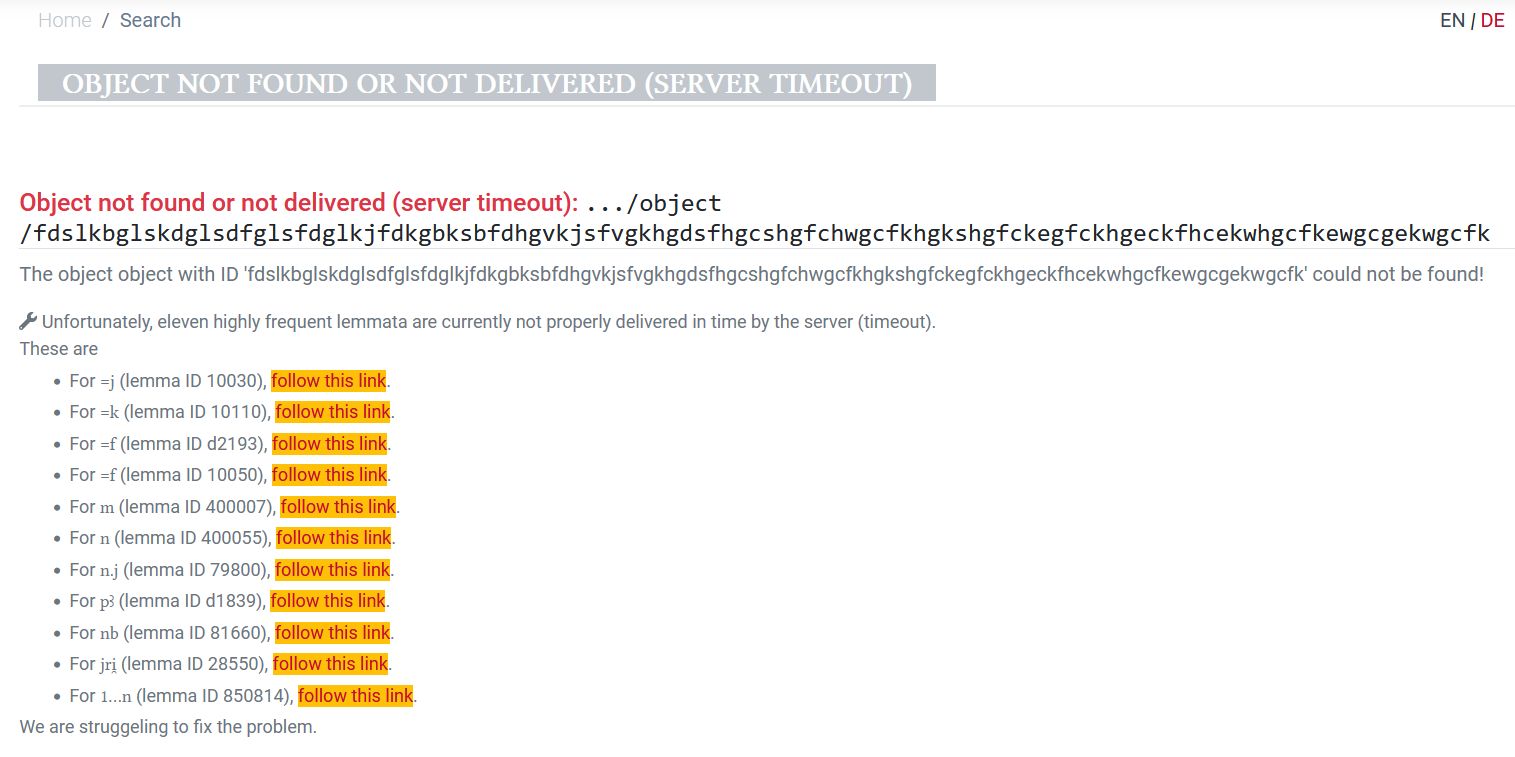 Home / Search
EN / DE
OBJECT NOT FOUND OR NOT DELIVERED (SERVER TIMEOUT)
Object not found or not delivered (server timeout): .../object
/fdslkbglskdglsdfglsfdglkjfdkgbksbfdhgvkjsfvgkhgdsfhgcshgfchwgcfkhgkshgfckegfckhgeckfhcekwhgcfkewgcgekwgcfk
The object object with ID 'fdslkbglskdglsdfglsfdglkjfdkgbksbfdhgvkjsfvgkhgdsfhgcshgfchwgcfkhgkshgfckegfckhgeckfhcekwhgcfkewgcgekwgcfk' could not be found!
Unfortunately, eleven highly frequent lemmata are currently not properly delivered in time by the server (timeout).
These are
• For =j (lemma ID 10030), follow this link.
• For =k (lemma ID 10110), follow this link.
• For =f (lemma ID d2193), follow this link.
• For =f (lemma ID 10050), follow this link.
• For m (lemma ID 400007), follow this link.
• For n (lemma ID 400055), follow this link.
• For n.j (lemma ID 79800), follow this link.
• For pꜣ (lemma ID d1839), follow this link.
• For nb (lemma ID 81660), follow this link.
• For jri̯ (lemma ID 28550), follow this link.
• For 1...n (lemma ID 850814), follow this link.
We are struggeling to fix the problem.